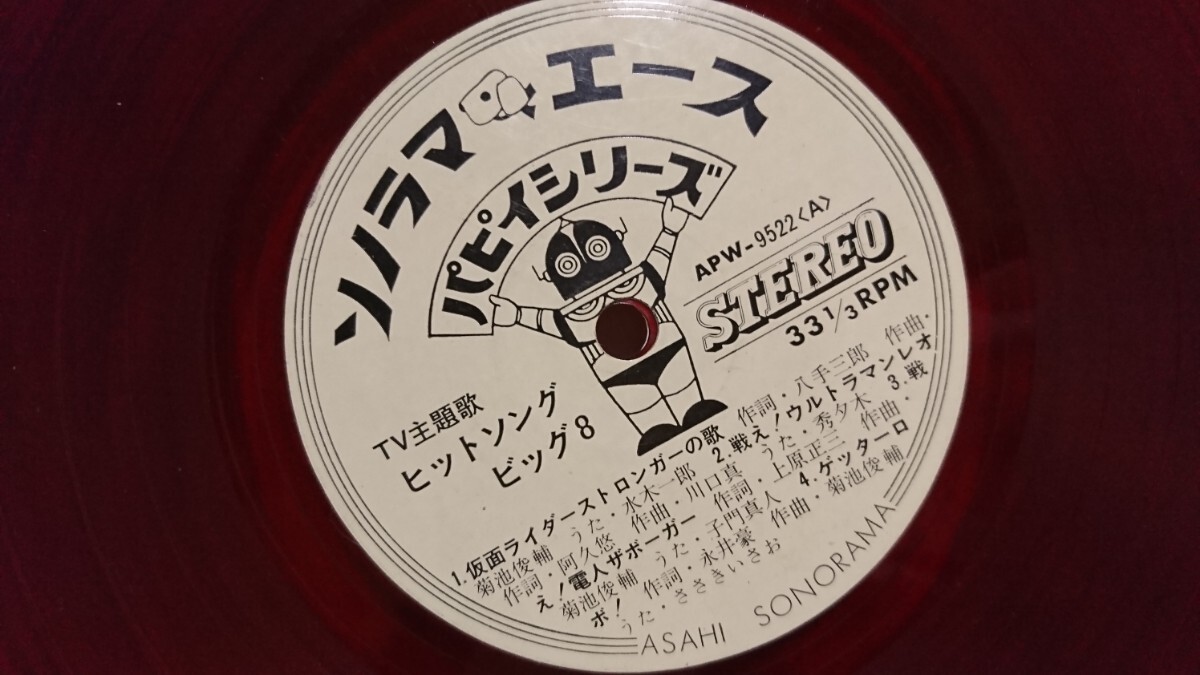 ソノラマエース
パピイシリーズ
APW-9522〈A〉
STEREO
33 1/3 RPM
TV主題歌
ヒットソング
ビッグ8
1.仮面ライダーストロンガーの歌 作詞・八手三郎 作曲・
菊池俊輔 うた・水木一郎 2.戦え!ウルトラマンレオ
作詞・阿久悠 作曲・川口真 うた・秀夕木 3.戦
え!電人ザボーガー 作詞・上原正三 作曲・
菊池俊輔 うた・子門真人 4.ゲッターロ
ボ! 作詞・永井豪 作曲・菊池俊輔
うた・ささきいさお
ASAHI SONORAMA